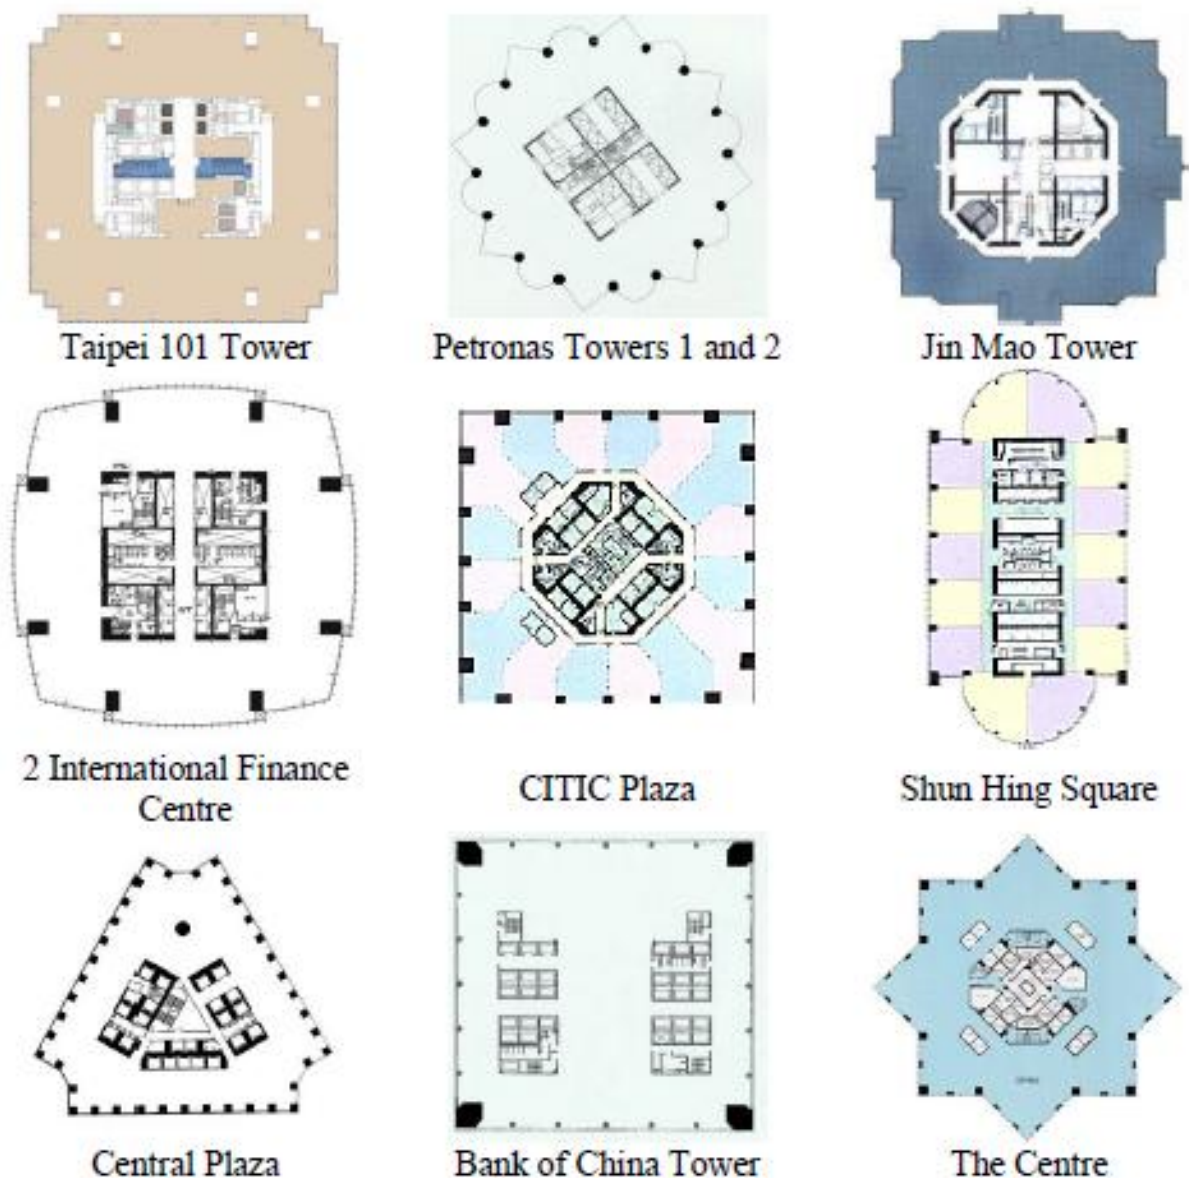 Taipei 101 Tower
Petronas Towers 1 and 2
Jin Mao Tower
2 International Finance
Centre
CITIC Plaza
Shun Hing Square
Central Plaza
Bank of China Tower
The Centre